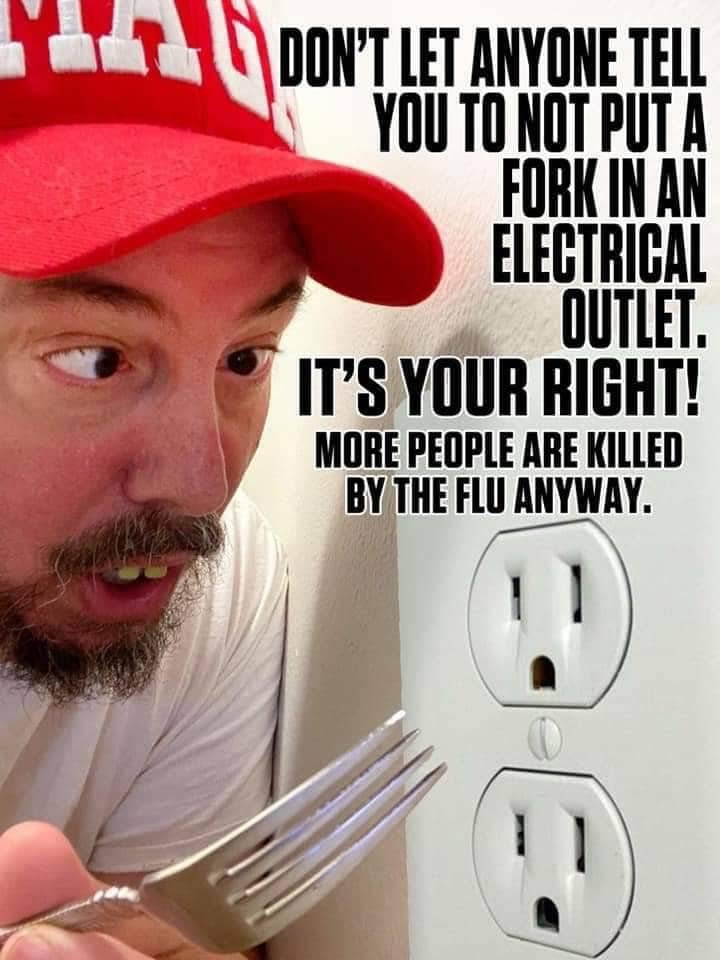 MAG
DON'T LET ANYONE TELL
YOU TO NOT PUT A
FORK IN AN
ELECTRICAL
OUTLET.
IT'S YOUR RIGHT!
MORE PEOPLE ARE KILLED
BY THE FLU ANYWAY.